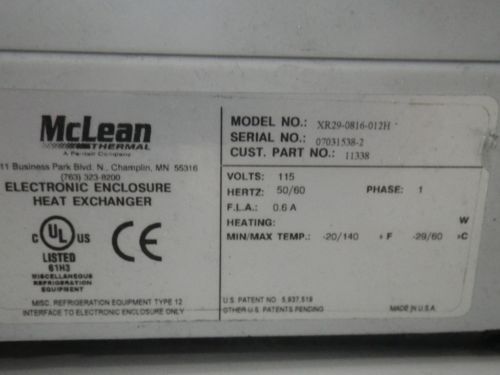 McLean
THERMAL
A Pentair Company
11 Business Park Blvd. N., Champlin, MN 55316
(763) 323-8200
ELECTRONIC ENCLOSURE
HEAT EXCHANGER
C UL US
LISTED
61H3
MISCELLANEOUS
REFRIGERATION
EQUIPMENT
CE
MISC. REFRIGERATION EQUIPMENT TYPE 12
INTERFACE TO ELECTRONIC ENCLOSURE ONLY
MODEL NO.: XR29-0816-012H
SERIAL NO.: 07031538-2
CUST. PART NO.: 11338
VOLTS: 115
HERTZ: 50/60 PHASE: 1
F.L.A.: 0.6 A
HEATING: W
MIN/MAX TEMP.: -20/140 °F -29/60 °C
U.S. PATENT NO. 5,937,519
OTHER U.S. PATENTS PENDING
MADE IN U.S.A.